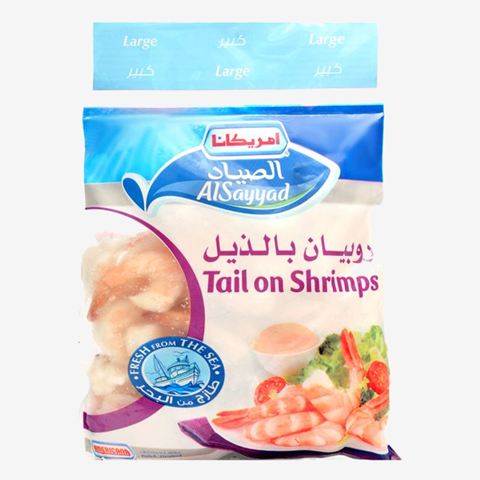 Large كبير Large
كبير Large كبير
امريكانا
الصياد
AlSayyad
روبيان بالذيل
Tail on Shrimps
FRESH FROM THE SEA
طازج من البحر
AMERICANA